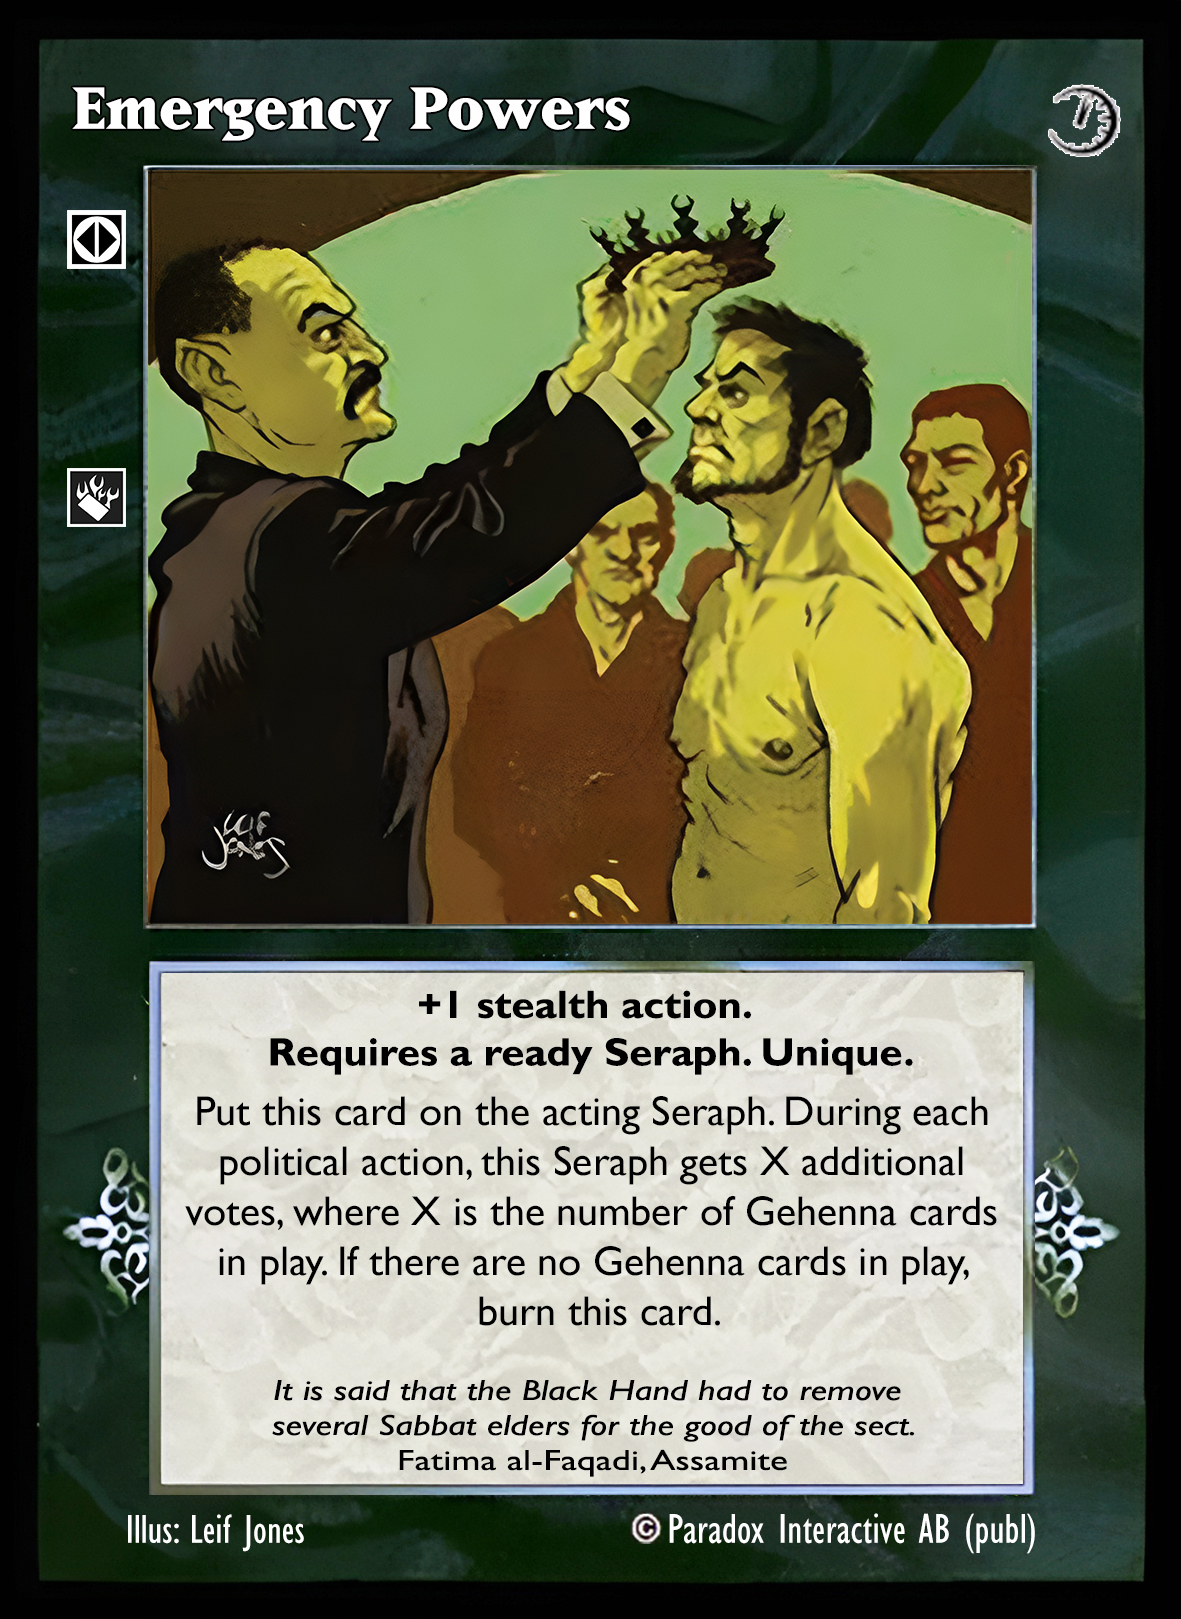 Emergency Powers
Leif
Jones
+1 stealth action.
Requires a ready Seraph. Unique.
Put this card on the acting Seraph. During each
political action, this Seraph gets X additional
votes, where X is the number of Gehenna cards
in play. If there are no Gehenna cards in play,
burn this card.
It is said that the Black Hand had to remove
several Sabbat elders for the good of the sect.
Fatima al-Faqadi, Assamite
Illus: Leif Jones
© Paradox Interactive AB (publ)